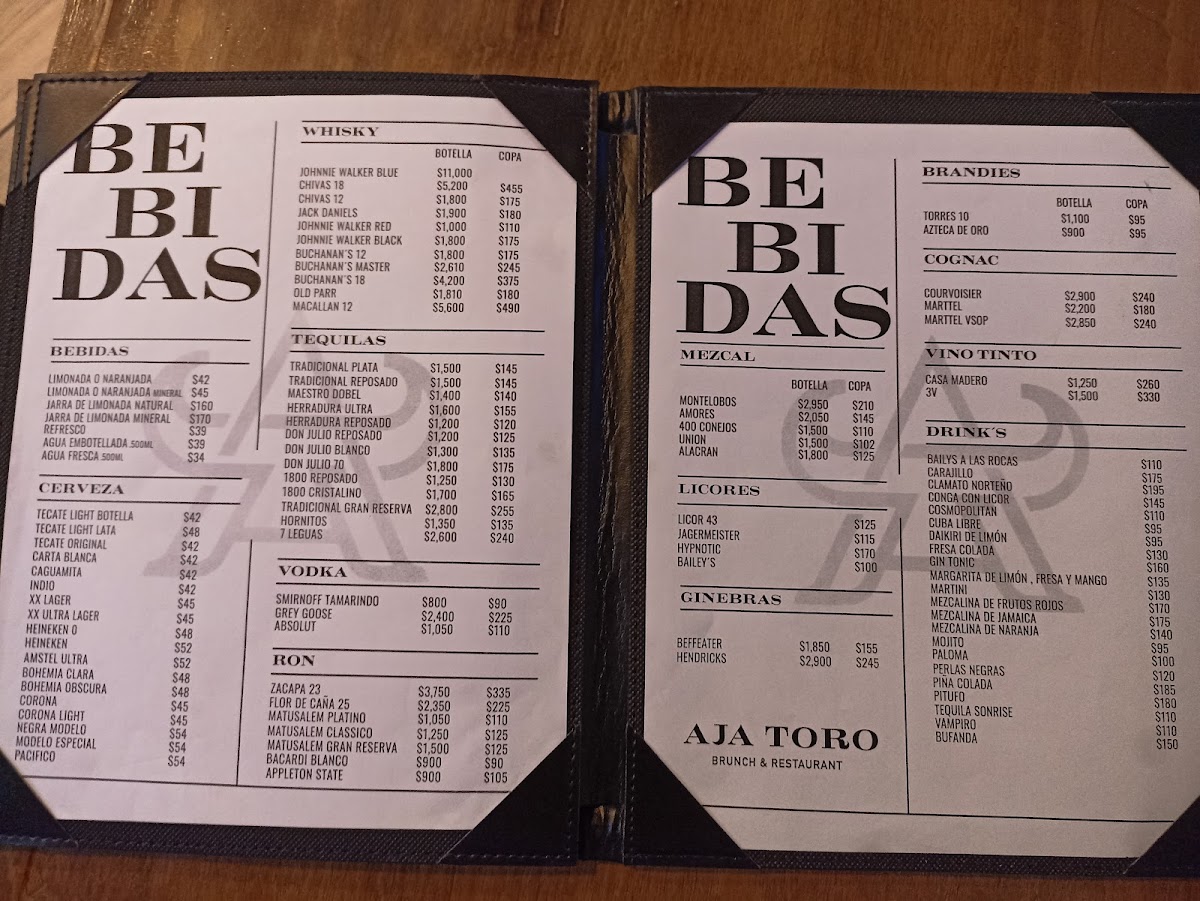 BE
BI
DAS
BEBIDAS
LIMONADA O NARANJADA $42
LIMONADA O NARANJADA MINERAL $45
JARRA DE LIMONADA NATURAL $160
JARRA DE LIMONADA MINERAL $170
REFRESCO $39
AGUA EMBOTELLADA .500ML $39
AGUA FRESCA .500ML $34
CERVEZA
TECATE LIGHT BOTELLA $42
TECATE LIGHT LATA $48
TECATE ORIGINAL $42
CARTA BLANCA $42
CAGUAMITA $42
INDIO $42
XX LAGER $45
XX ULTRA LAGER $45
HEINEKEN 0 $48
HEINEKEN $52
AMSTEL ULTRA $52
BOHEMIA CLARA $48
BOHEMIA OBSCURA $48
CORONA $45
CORONA LIGHT $45
NEGRA MODELO $54
MODELO ESPECIAL $54
PACIFICO $54
WHISKY
BOTELLA COPA
JOHNNIE WALKER BLUE $11,000
CHIVAS 18 $5,200 $455
CHIVAS 12 $1,800 $175
JACK DANIELS $1,900 $180
JOHNNIE WALKER RED $1,000 $110
JOHNNIE WALKER BLACK $1,800 $175
BUCHANAN´S 12 $1,800 $175
BUCHANAN´S MASTER $2,610 $245
BUCHANAN´S 18 $4,200 $375
OLD PARR $1,810 $180
MACALLAN 12 $5,600 $490
TEQUILAS
TRADICIONAL PLATA $1,500 $145
TRADICIONAL REPOSADO $1,500 $145
MAESTRO DOBEL $1,400 $140
HERRADURA ULTRA $1,600 $155
HERRADURA REPOSADO $1,200 $120
DON JULIO REPOSADO $1,200 $125
DON JULIO BLANCO $1,300 $135
DON JULIO 70 $1,800 $175
1800 REPOSADO $1,250 $130
1800 CRISTALINO $1,700 $165
TRADICIONAL GRAN RESERVA $2,800 $255
HORNITOS $1,350 $135
7 LEGUAS $2,600 $240
VODKA
SMIRNOFF TAMARINDO $800 $90
GREY GOOSE $2,400 $225
ABSOLUT $1,050 $110
RON
ZACAPA 23 $3,750 $335
FLOR DE CAÑA 25 $2,350 $225
MATUSALEM PLATINO $1,050 $110
MATUSALEM CLASSICO $1,250 $125
MATUSALEM GRAN RESERVA $1,500 $125
BACARDI BLANCO $900 $90
APPLETON STATE $900 $105
BE
BI
DAS
MEZCAL
BOTELLA COPA
MONTELOBOS $2,950 $210
AMORES $2,050 $145
400 CONEJOS $1,500 $110
UNION $1,500 $102
ALACRAN $1,800 $125
LICORES
LICOR 43 $125
JAGERMEISTER $115
HYPNOTIC $170
BAILEY'S $100
GINEBRAS
BEFFEATER $1,850 $155
HENDRICKS $2,900 $245
AJA TORO
BRUNCH & RESTAURANT
BRANDIES
BOTELLA COPA
TORRES 10 $1,100 $95
AZTECA DE ORO $900 $95
COGNAC
COURVOISIER $2,900 $240
MARTTEL $2,200 $180
MARTTEL VSOP $2,850 $240
VINO TINTO
CASA MADERO $1,250 $260
3V $1,500 $330
DRINK´S
BAILYS A LAS ROCAS $110
CARAJILLO $175
CLAMATO NORTEÑO $195
CONGA CON LICOR $145
COSMOPOLITAN $110
CUBA LIBRE $95
DAIKIRI DE LIMÓN $95
FRESA COLADA $130
GIN TONIC $160
MARGARITA DE LIMÓN , FRESA Y MANGO $135
MARTINI $130
MEZCALINA DE FRUTOS ROJOS $170
MEZCALINA DE JAMAICA $175
MEZCALINA DE NARANJA $140
MOJITO $95
PALOMA $100
PERLAS NEGRAS $120
PIÑA COLADA $185
PITUFO $180
TEQUILA SONRISE $110
VAMPIRO $110
BUFANDA $150